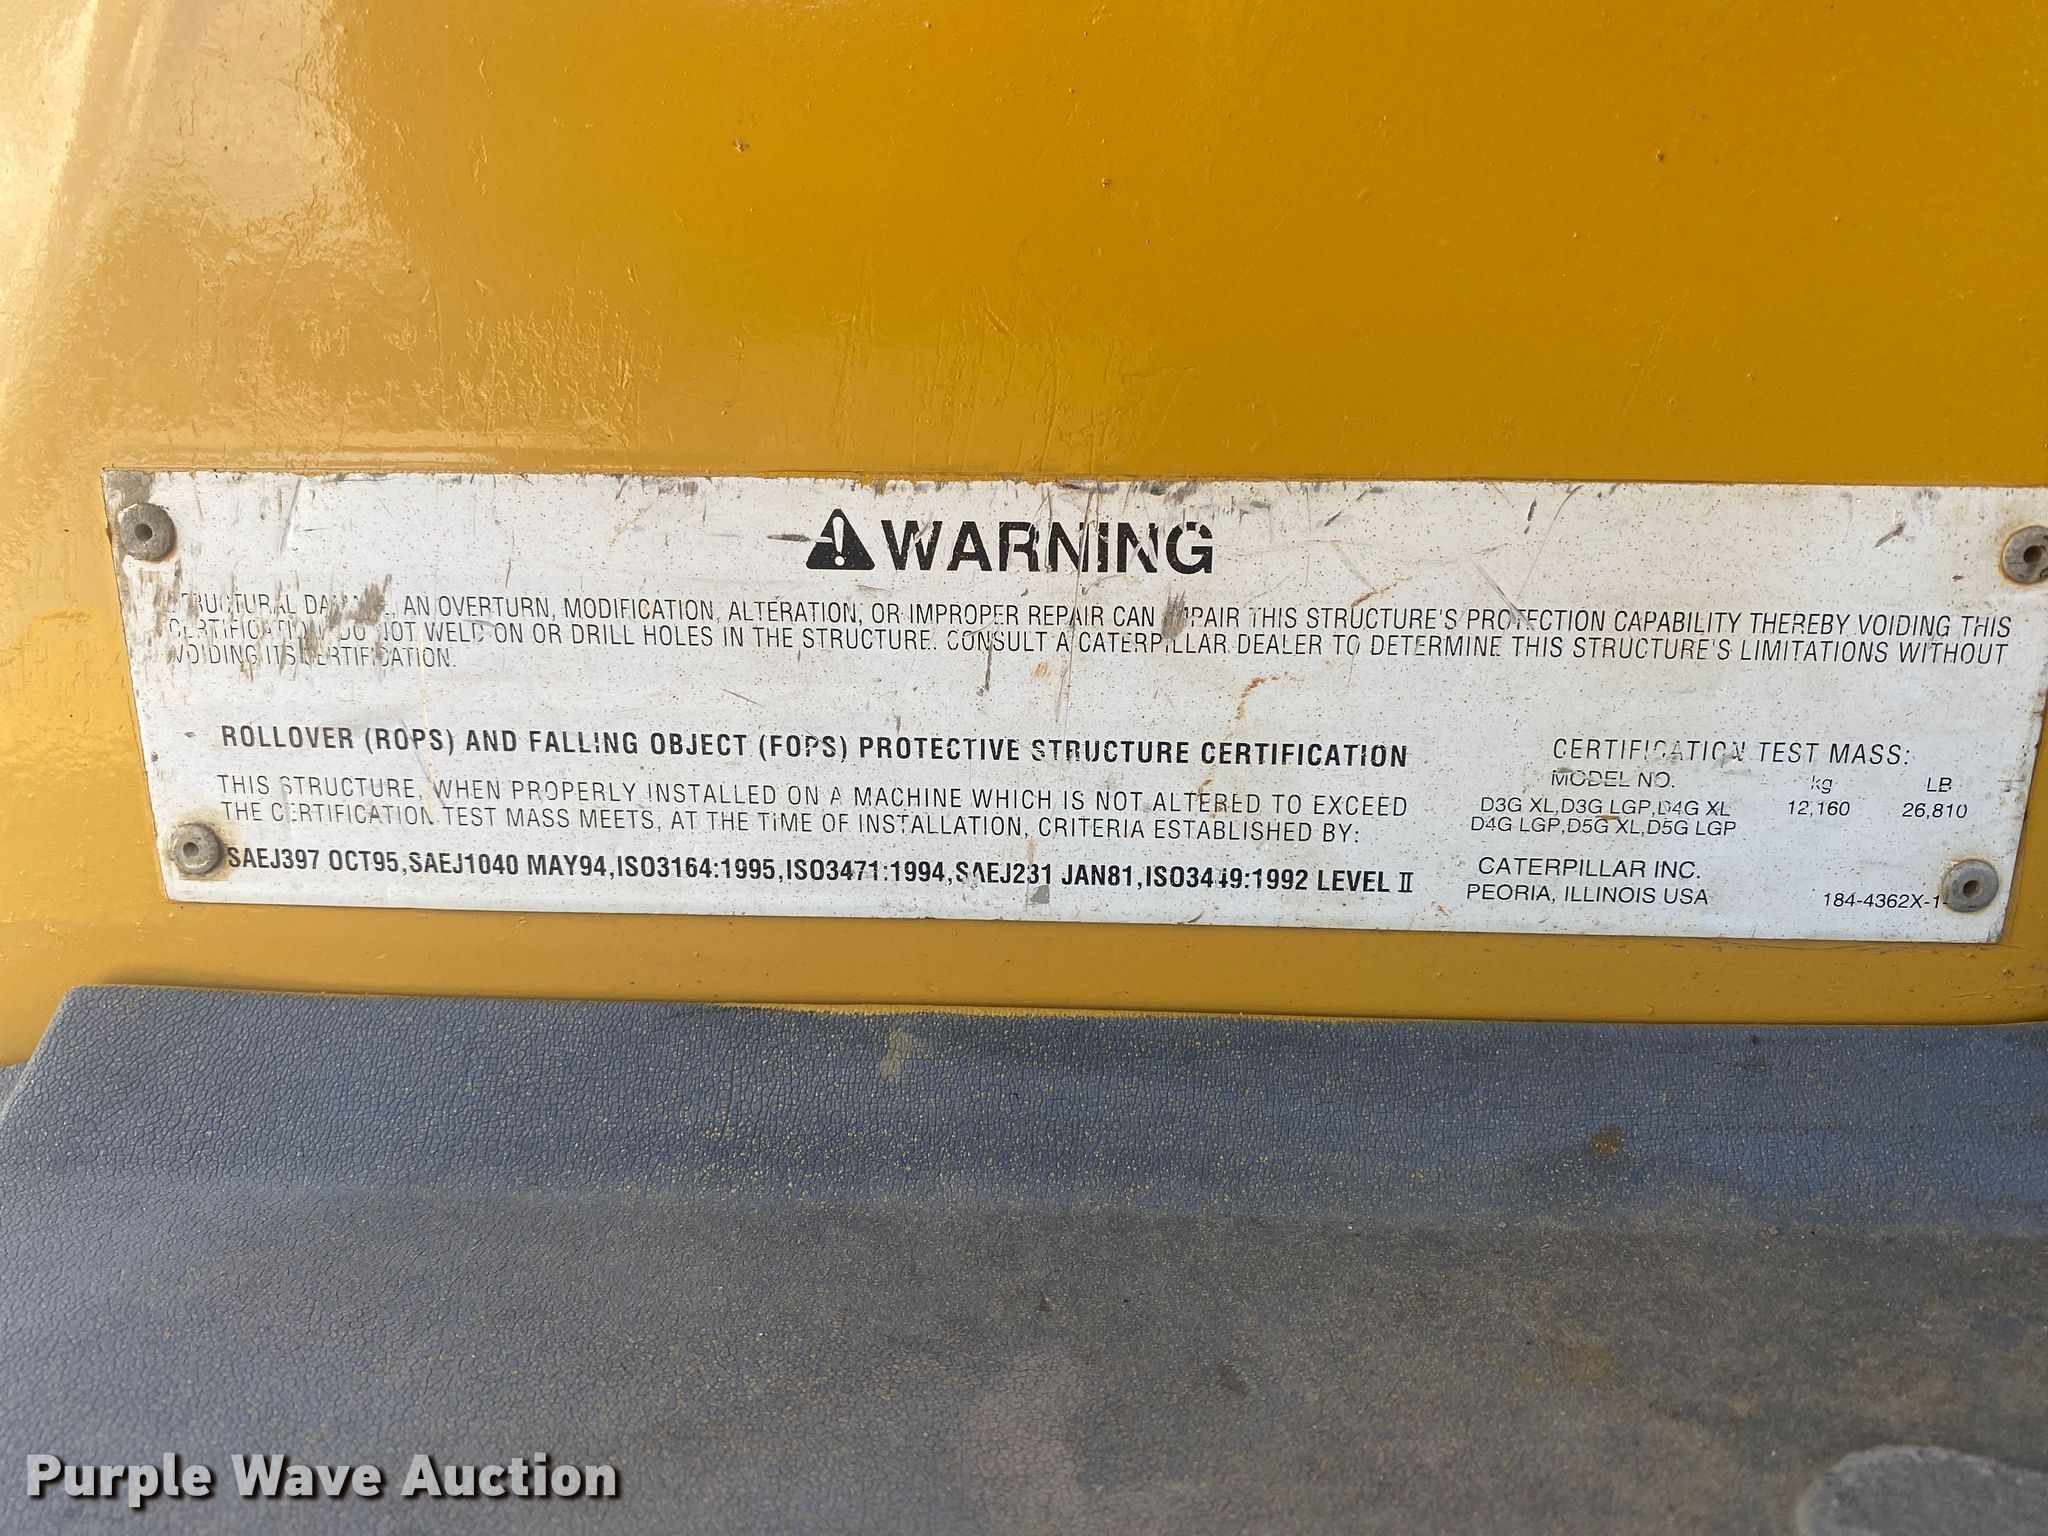 WARNING
STRUCTURAL DAMAGE, AN OVERTURN, MODIFICATION, ALTERATION, OR IMPROPER REPAIR CAN IMPAIR THIS STRUCTURE'S PROTECTION CAPABILITY THEREBY VOIDING THIS
CERTIFICATION. DO NOT WELD ON OR DRILL HOLES IN THE STRUCTURE. CONSULT A CATERPILLAR DEALER TO DETERMINE THIS STRUCTURE'S LIMITATIONS WITHOUT
VOIDING ITS CERTIFICATION.
ROLLOVER (ROPS) AND FALLING OBJECT (FOPS) PROTECTIVE STRUCTURE CERTIFICATION
THIS STRUCTURE, WHEN PROPERLY INSTALLED ON A MACHINE WHICH IS NOT ALTERED TO EXCEED
THE CERTIFICATION TEST MASS MEETS, AT THE TIME OF INSTALLATION, CRITERIA ESTABLISHED BY:
SAEJ397 OCT95,SAEJ1040 MAY94,ISO3164:1995,ISO3471:1994,SAEJ231 JAN81,ISO3449:1992 LEVEL II
CERTIFICATION TEST MASS:
MODEL NO. kg LB
D3G XL,D3G LGP,D4G XL 12,160 26,810
D4G LGP,D5G XL,D5G LGP
CATERPILLAR INC.
PEORIA, ILLINOIS USA 184-4362X-1-
Purple Wave Auction